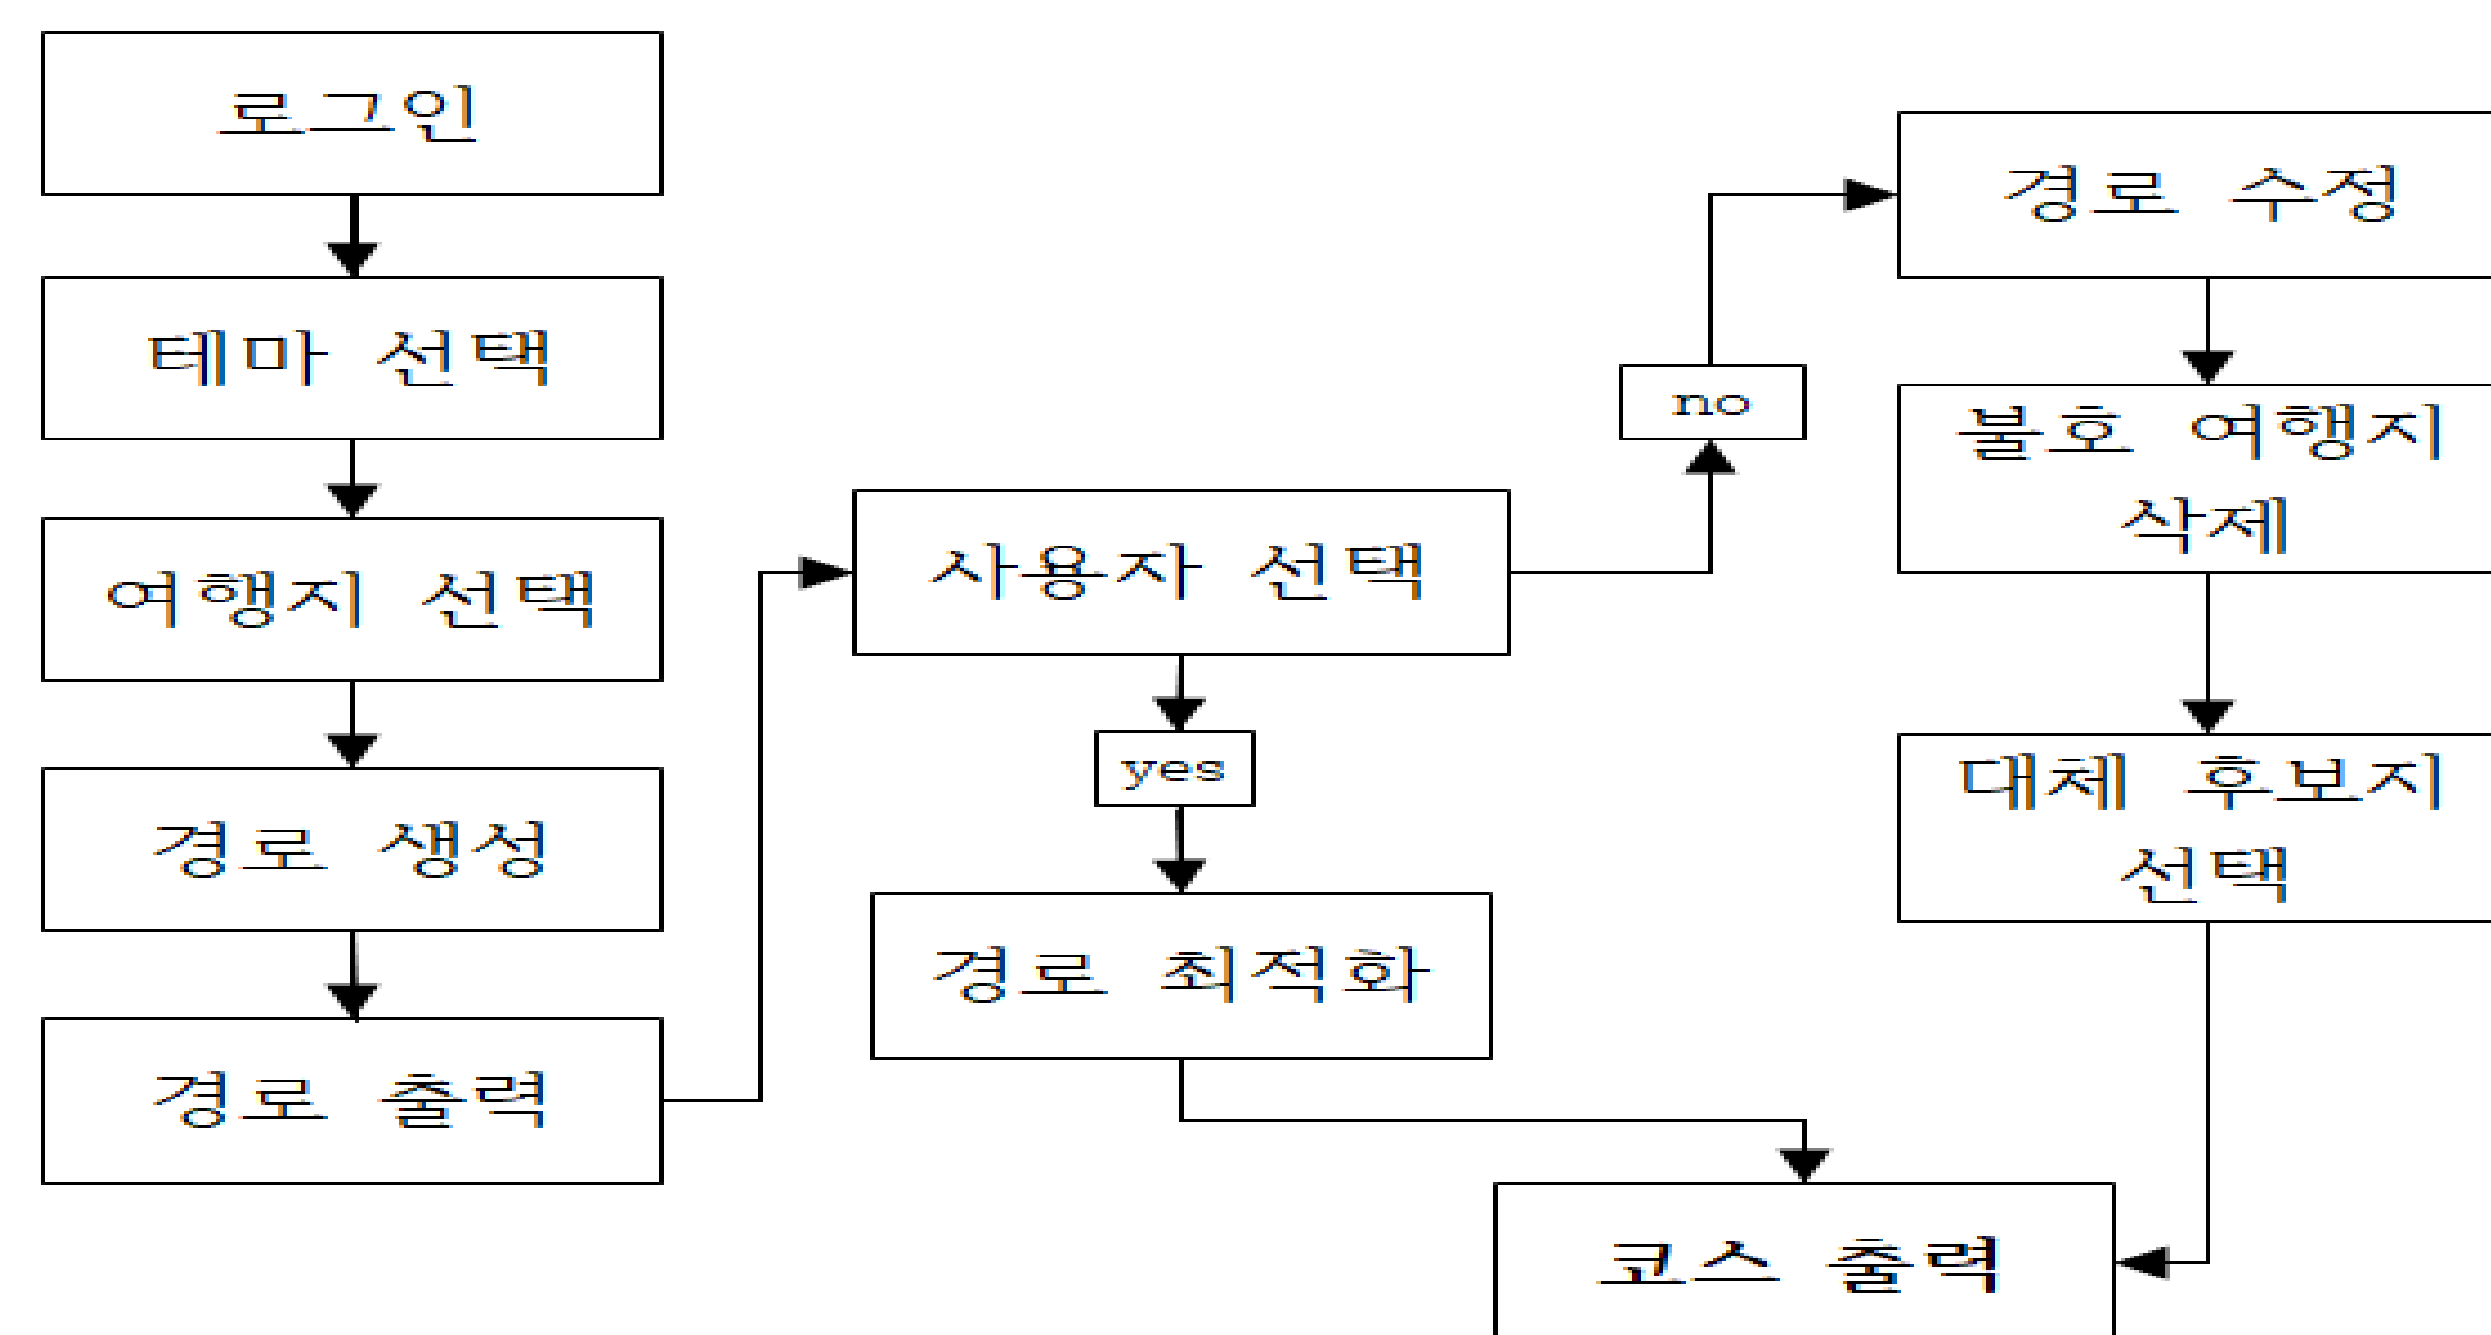 로그인
테마 선택
여행지 선택
경로 생성
경로 출력
사용자 선택
yes
경로 최적화
no
경로 수정
불호 여행지
삭제
대체 후보지
선택
코스 출력